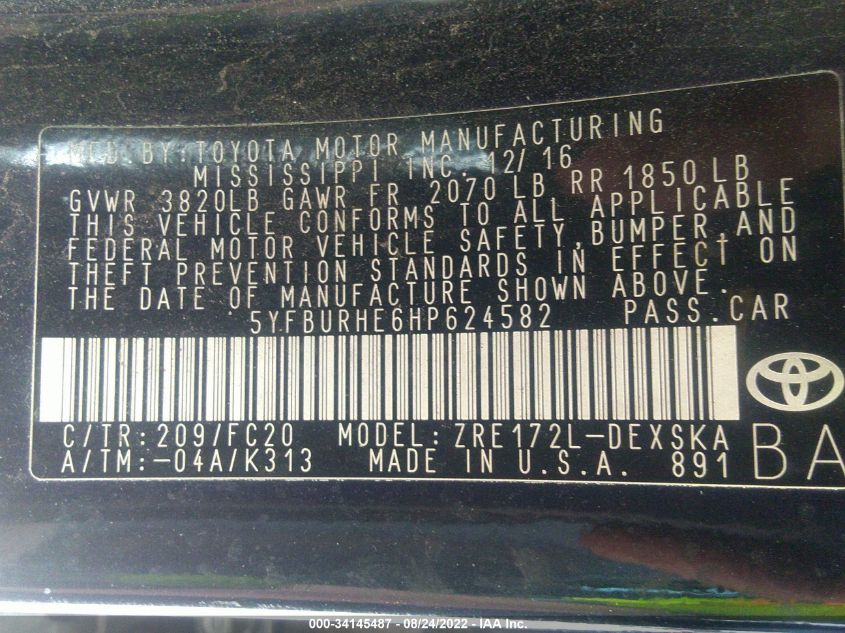 MFD.BY:TOYOTA MOTOR MANUFACTURING
MISSISSIPPI INC. 12/16
GVWR 3820LB GAWR FR 2070 LB RR 1850LB
THIS VEHICLE CONFORMS TO ALL APPLICABLE
FEDERAL MOTOR VEHICLE SAFETY,BUMPER,AND
THEFT PREVENTION STANDARDS IN EFFECT ON
THE DATE OF MANUFACTURE SHOWN ABOVE.
5YFBURHE6HP624582 PASS.CAR
C/TR:209/FC20 MODEL:ZRE172L-DEXSKA
A/TM:-04A/K313 MADE IN U.S.A. 891 BA
000-34145487 - 08/24/2022 - IAA Inc.